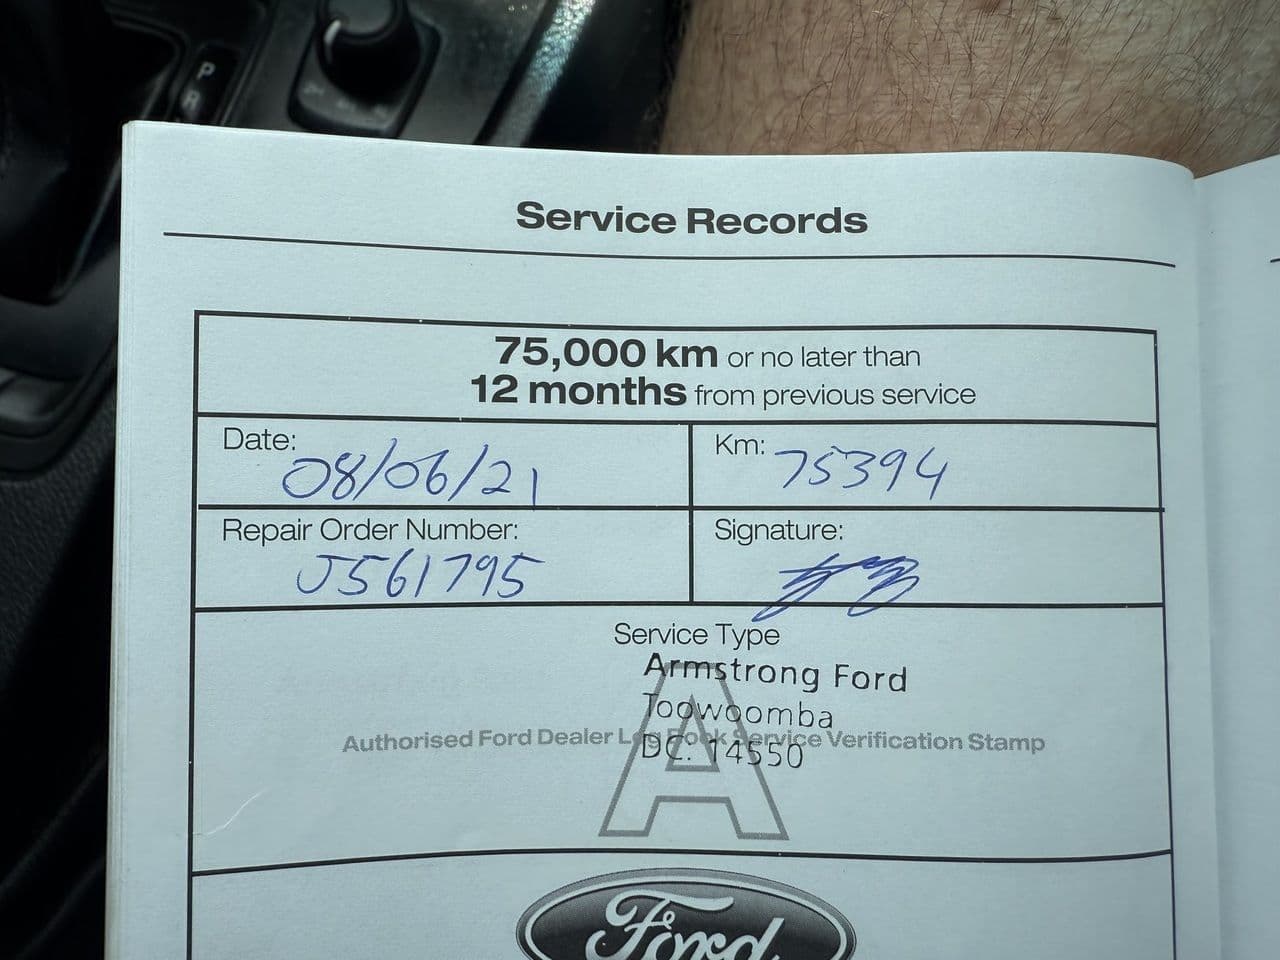 P
R
Service Records
75,000 km or no later than
12 months from previous service
Date: 08/06/21
Km: 75394
Repair Order Number: J561795
Signature:
Service Type
Armstrong Ford
Toowoomba
Authorised Ford Dealer Log Book Service Verification Stamp
DC. 14550
A
Ford